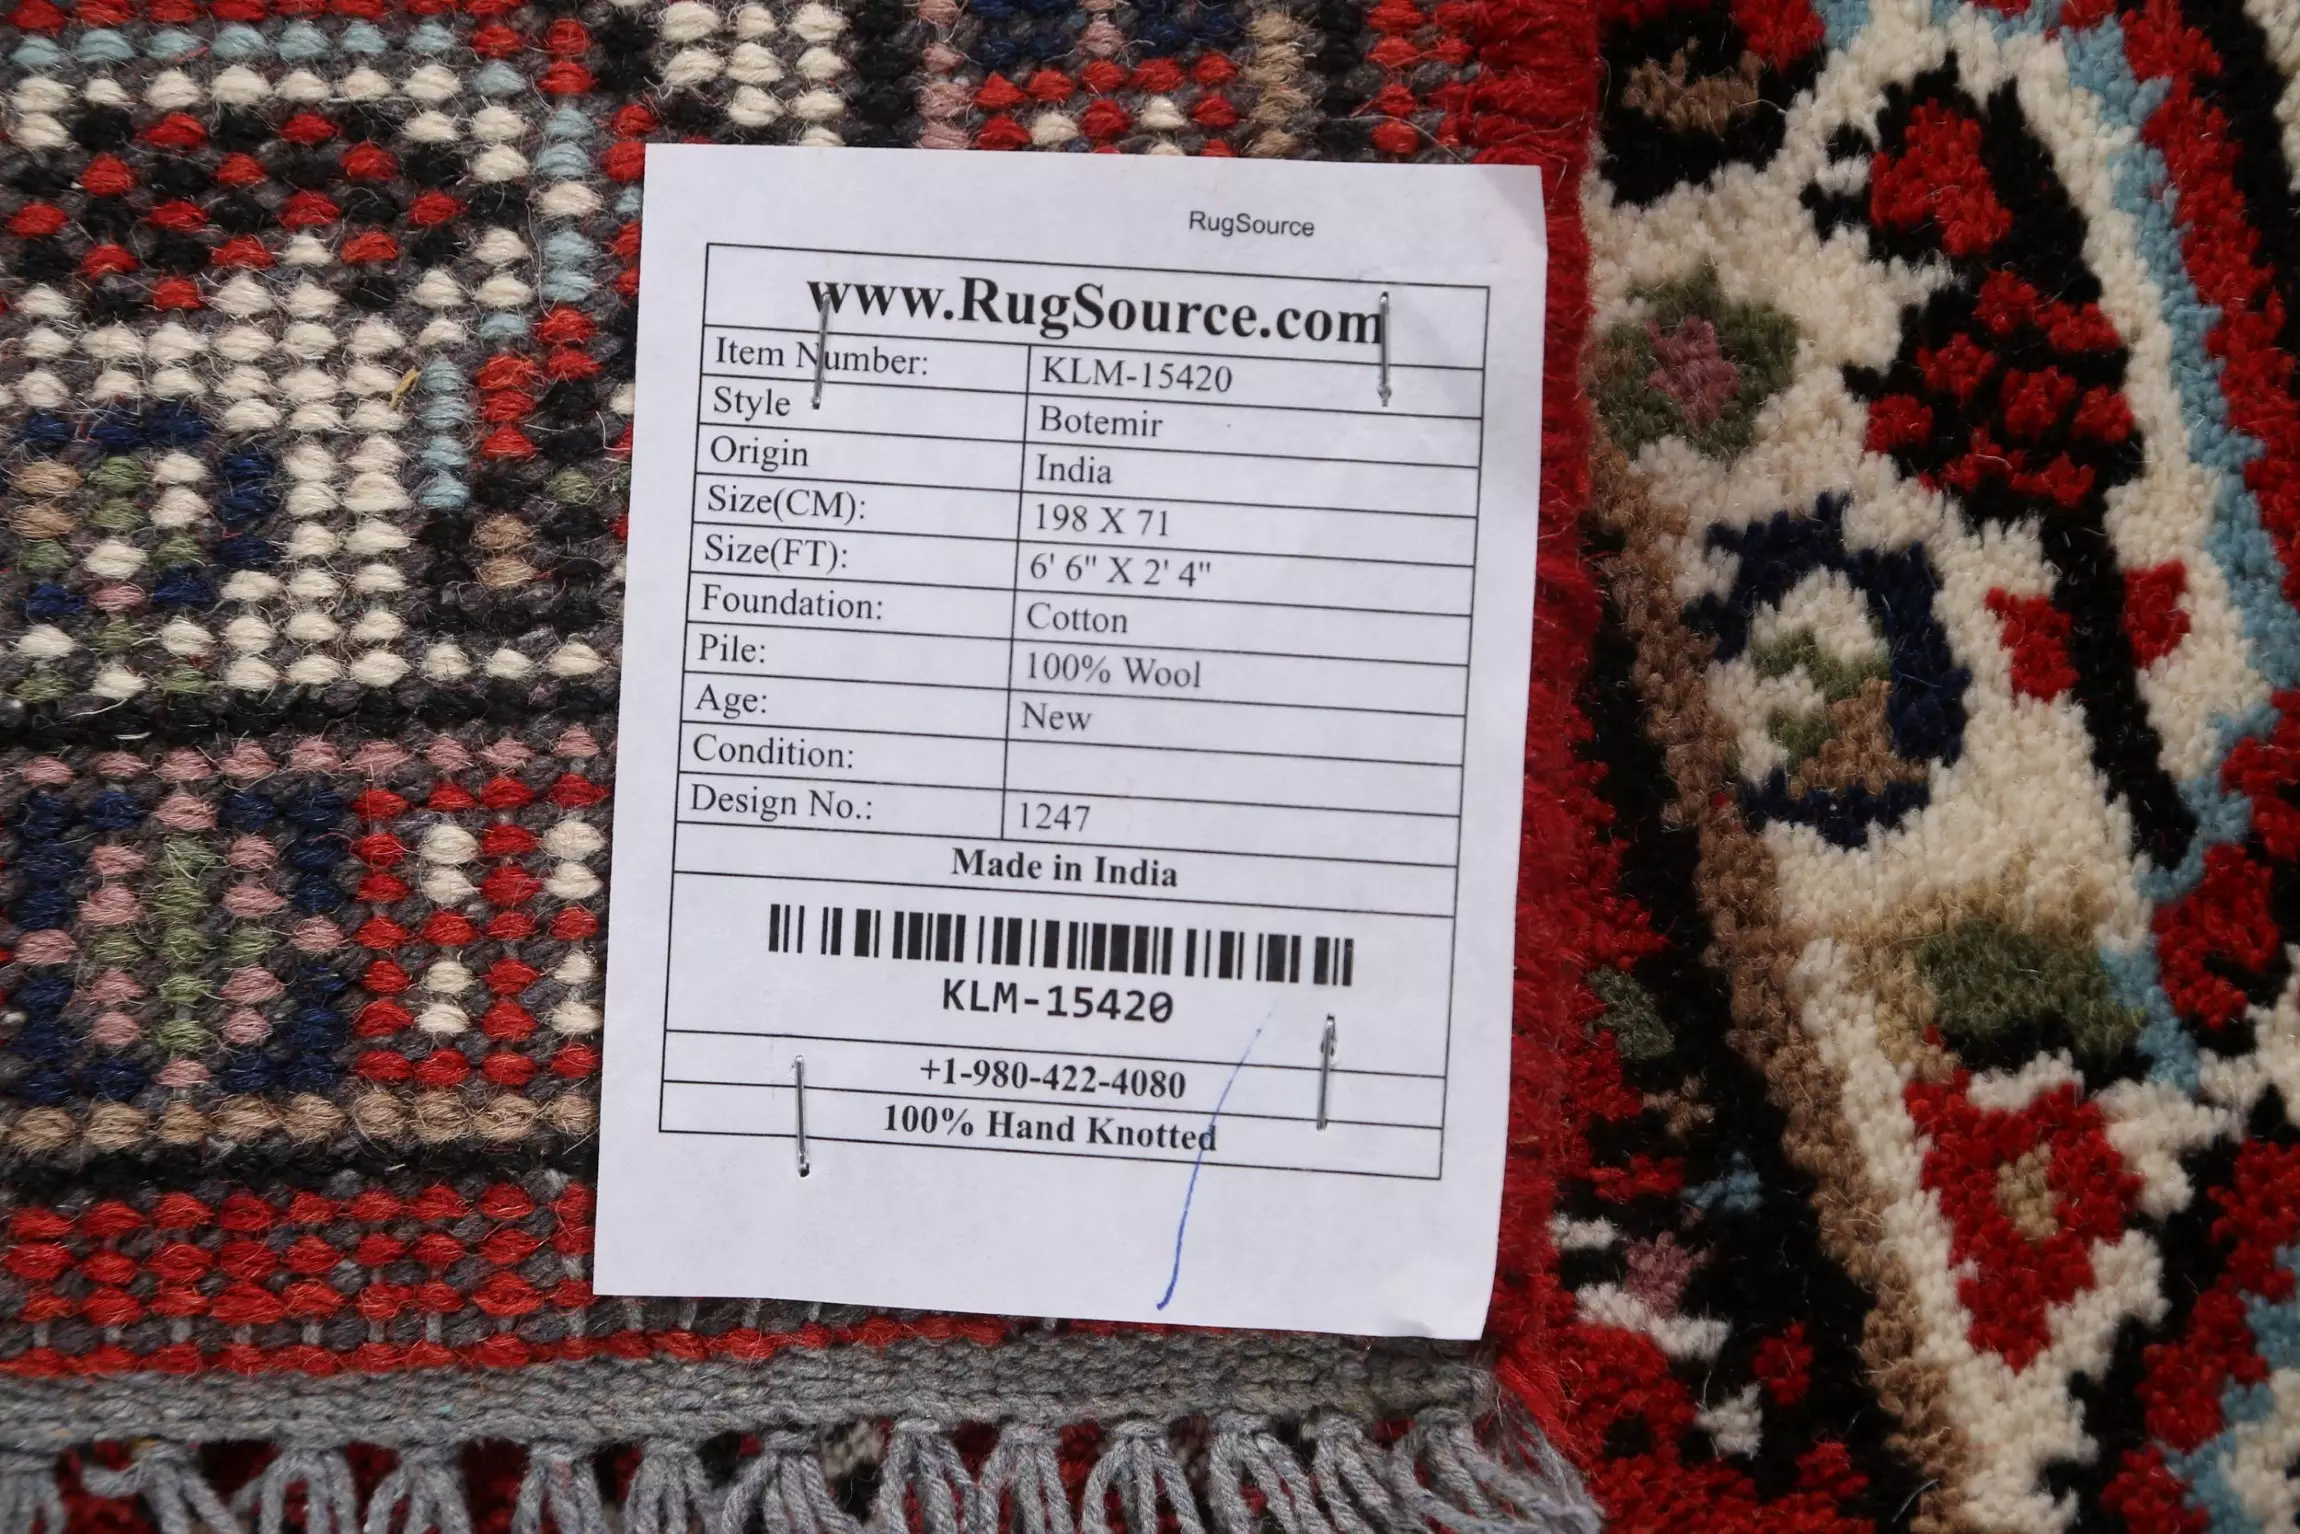 RugSource
www.RugSource.com
Item Number: KLM-15420
Style Botemir
Origin India
Size(CM): 198 X 71
Size(FT): 6' 6" X 2' 4"
Foundation: Cotton
Pile: 100% Wool
Age: New
Condition:
Design No.: 1247
Made in India
KLM-15420
+1-980-422-4080
100% Hand Knotted